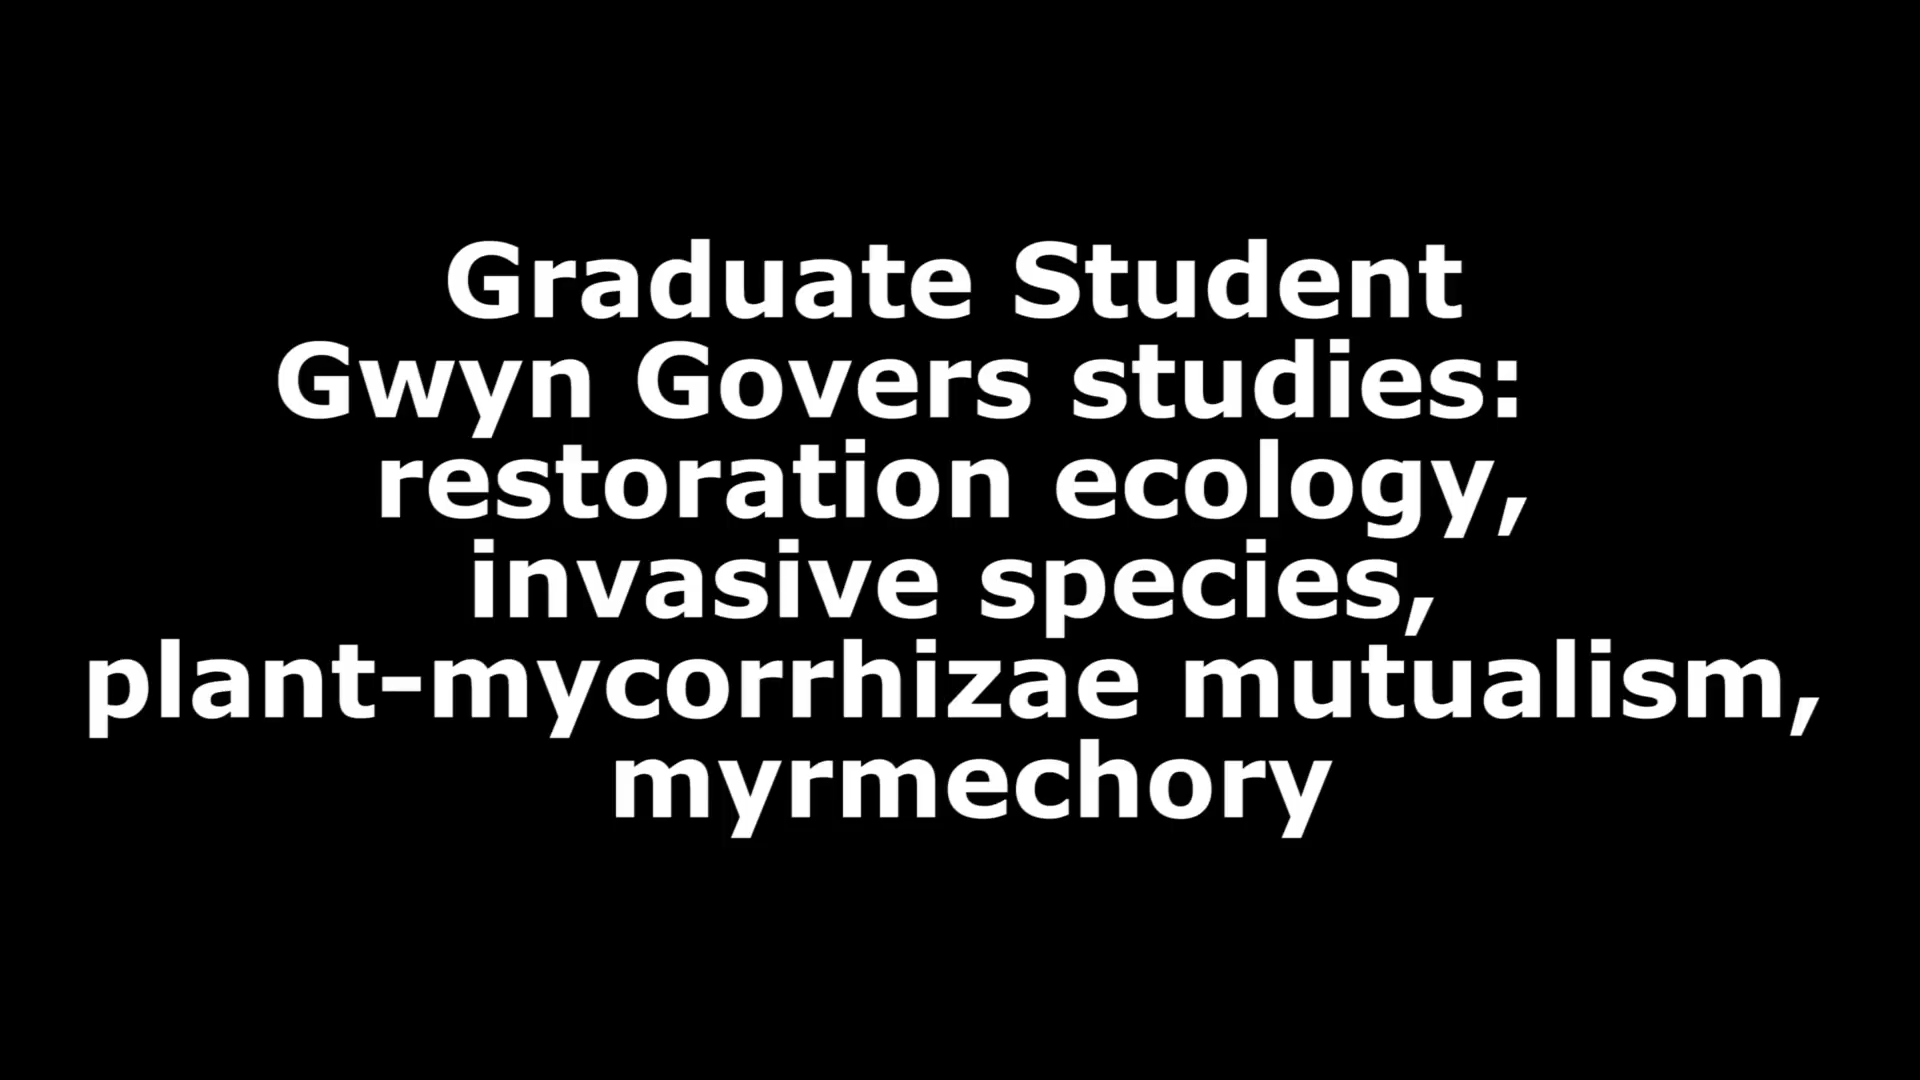 Graduate Student
Gwyn Govers studies:
restoration ecology,
invasive species,
plant-mycorrhizae mutualism,
myrmechory